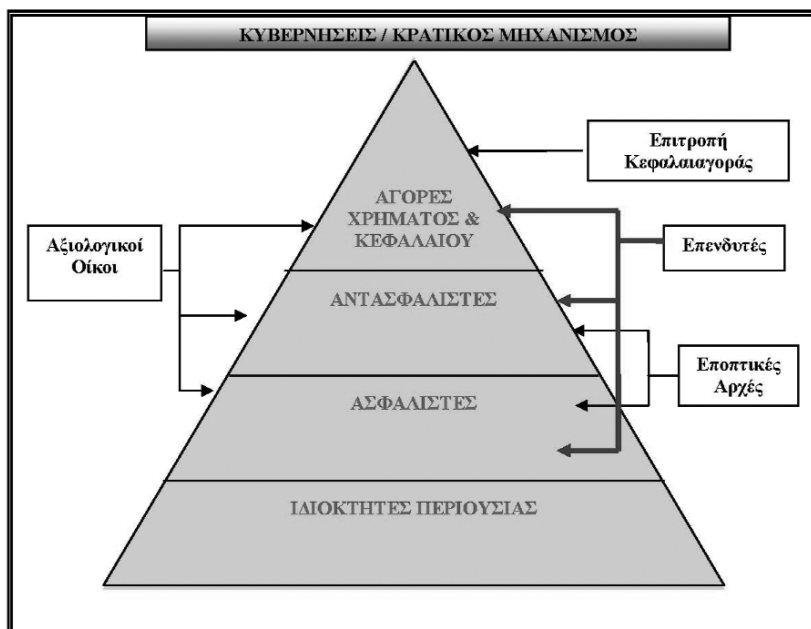 ΚΥΒΕΡΝΗΣΕΙΣ / ΚΡΑΤΙΚΟΣ ΜΗΧΑΝΙΣΜΟΣ
Επιτροπή
Κεφαλαιαγοράς
ΑΓΟΡΕΣ
ΧΡΗΜΑΤΟΣ &
ΚΕΦΑΛΑΙΟΥ
Αξιολογικοί
Οίκοι
Επενδυτές
ΑΝΤΑΣΦΑΛΙΣΤΕΣ
Εποπτικές
Αρχές
ΑΣΦΑΛΙΣΤΕΣ
ΙΔΙΟΚΤΗΤΕΣ ΠΕΡΙΟΥΣΙΑΣ